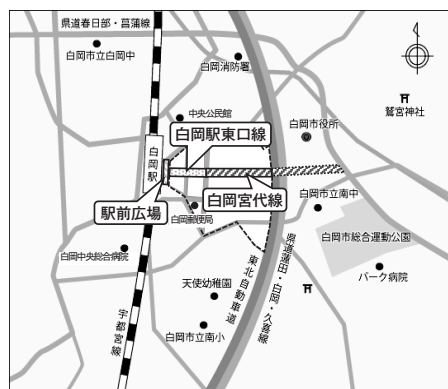 県道春日部・菖蒲線
白岡市立白岡中
白岡消防署
鷲宮神社
中央公民館
白岡市役所
白岡駅東口線
白岡駅
白岡宮代線
白岡市立南中
駅前広場
白岡郵便局
白岡市総合運動公園
白岡中央総合病院
パーク病院
県道蓮田・白岡・久喜線
東北自動車道
天使幼稚園
宇都宮線
白岡市立南小